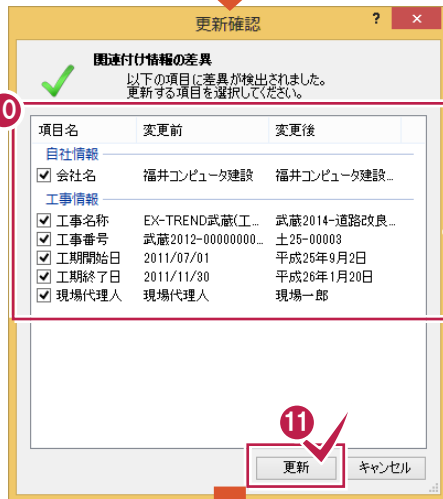 更新確認
? ×
関連付け情報の差異
以下の項目に差異が検出されました。
更新する項目を選択してください。
項目名 変更前 変更後
自社情報
会社名 福井コンピュータ建設 福井コンピュータ建設...
工事情報
工事名称 EX-TREND武蔵(工... 武蔵2014-道路改良...
工事番号 武蔵2012-00000000... 土25-00003
工期開始日 2011/07/01 平成25年9月2日
工期終了日 2011/11/30 平成26年1月20日
現場代理人 現場代理人 現場一郎
11
更新 キャンセル